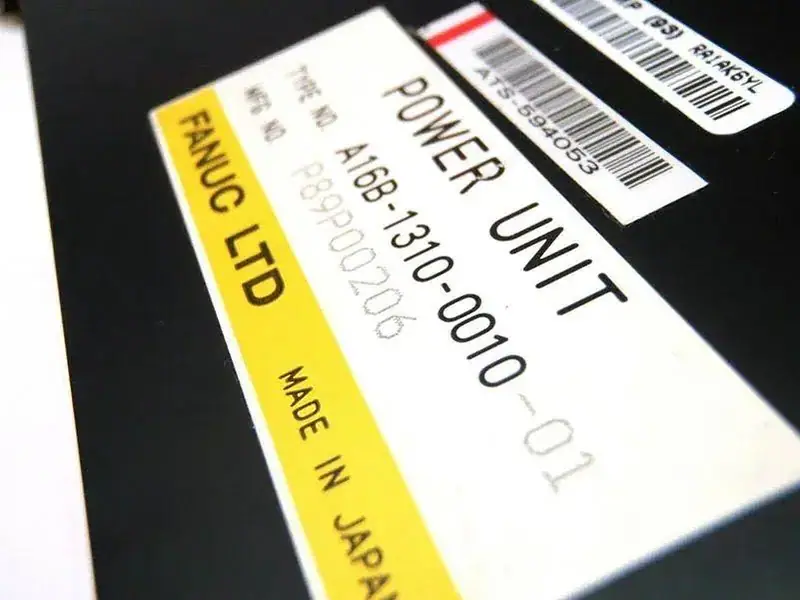 POWER UNIT
TYPE NO. A16B-1310-0010-01
MFG NO. P89P00206
FANUC LTD MADE IN JAPAN
ATS-594053
(93) RA1AK6YL